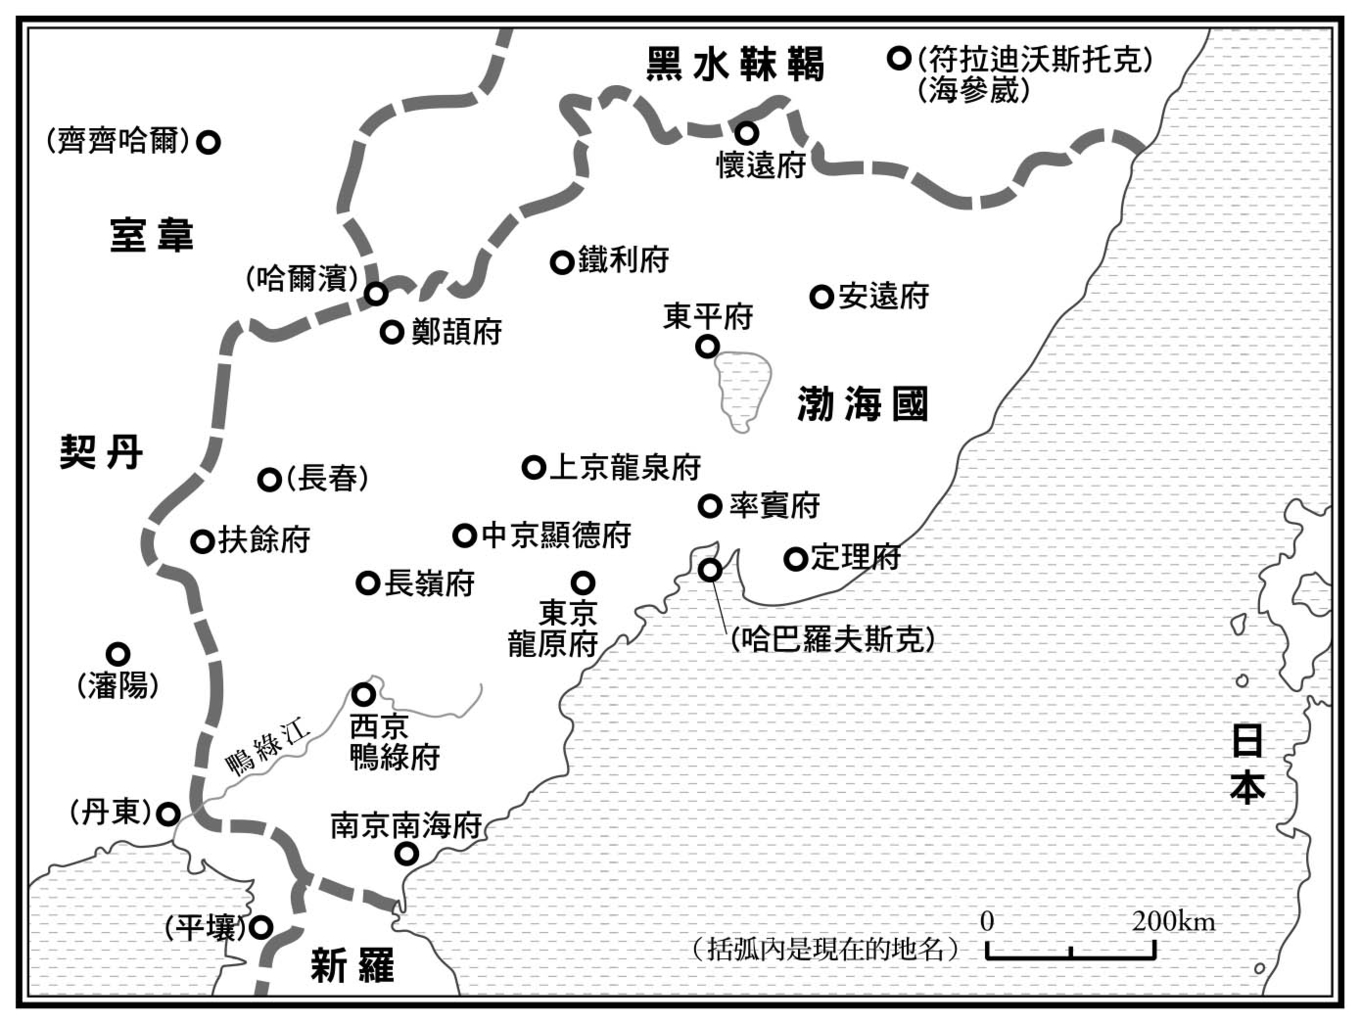 黑水靺鞨
(符拉迪沃斯托克)
(海參崴)
(齊齊哈爾)
懷遠府
室韋
鐵利府
(哈爾濱)
安遠府
東平府
鄭頡府
渤海國
契丹
上京龍泉府
(長春)
率賓府
中京顯德府
扶餘府
定理府
長嶺府
東京
龍原府
(哈巴羅夫斯克)
(瀋陽)
西京
鴨綠府
鴨綠江
日本
(丹東)
南京南海府
(平壤)
新羅
0 200km
（括弧內是現在的地名）